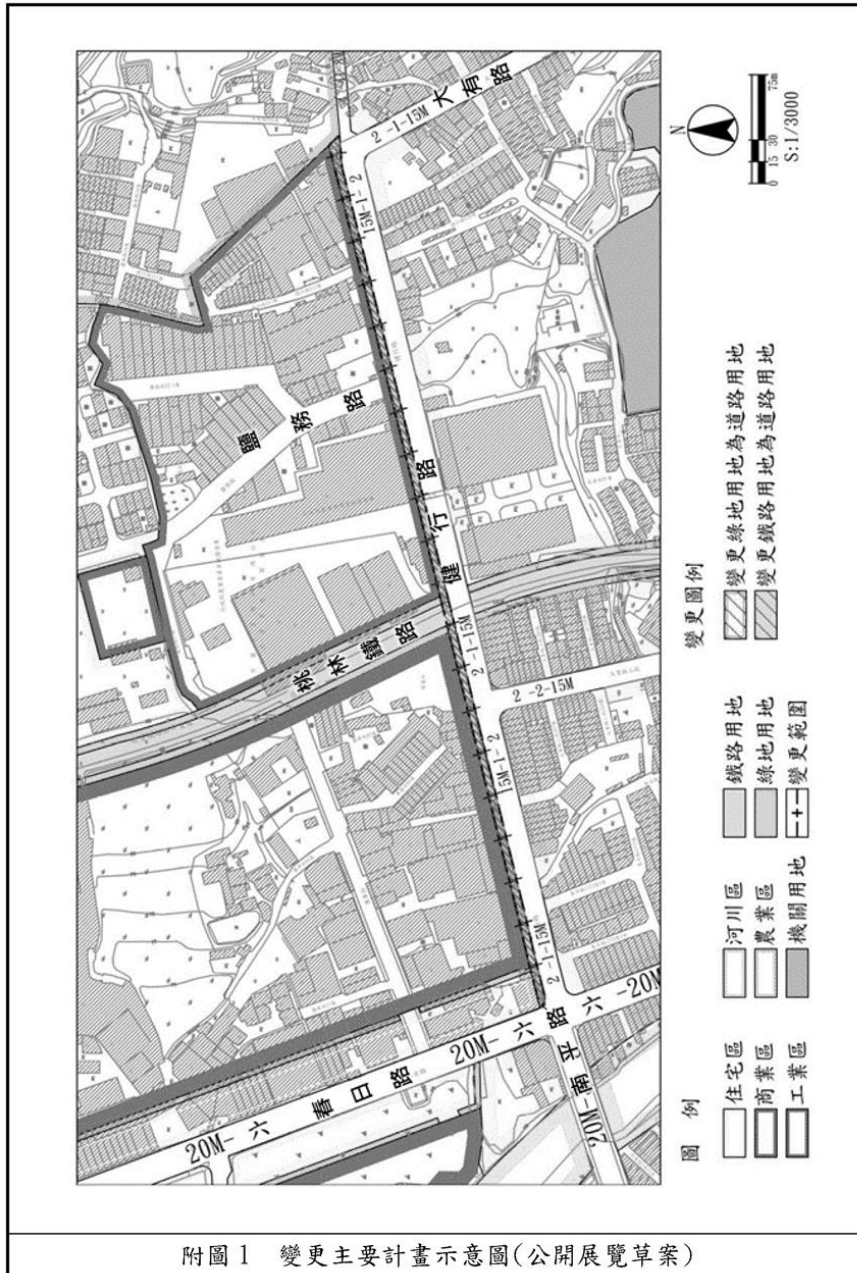 大有路
2-1-15M
15M-1-2
鹽務路
健行路
桃林鐵路
2-1-15M
2-2-15M
5M-1-2
2-1-15M
20M-六
春日路
20M-六
六-20M
20M-南平路
N
0 15 30 75m
S:1/3000
圖 例
住宅區
商業區
工業區
河川區
農業區
機關用地
鐵路用地
綠地用地
變更範圍
變更圖例
變更綠地用地為道路用地
變更鐵路用地為道路用地
附圖1 變更主要計畫示意圖(公開展覽草案)